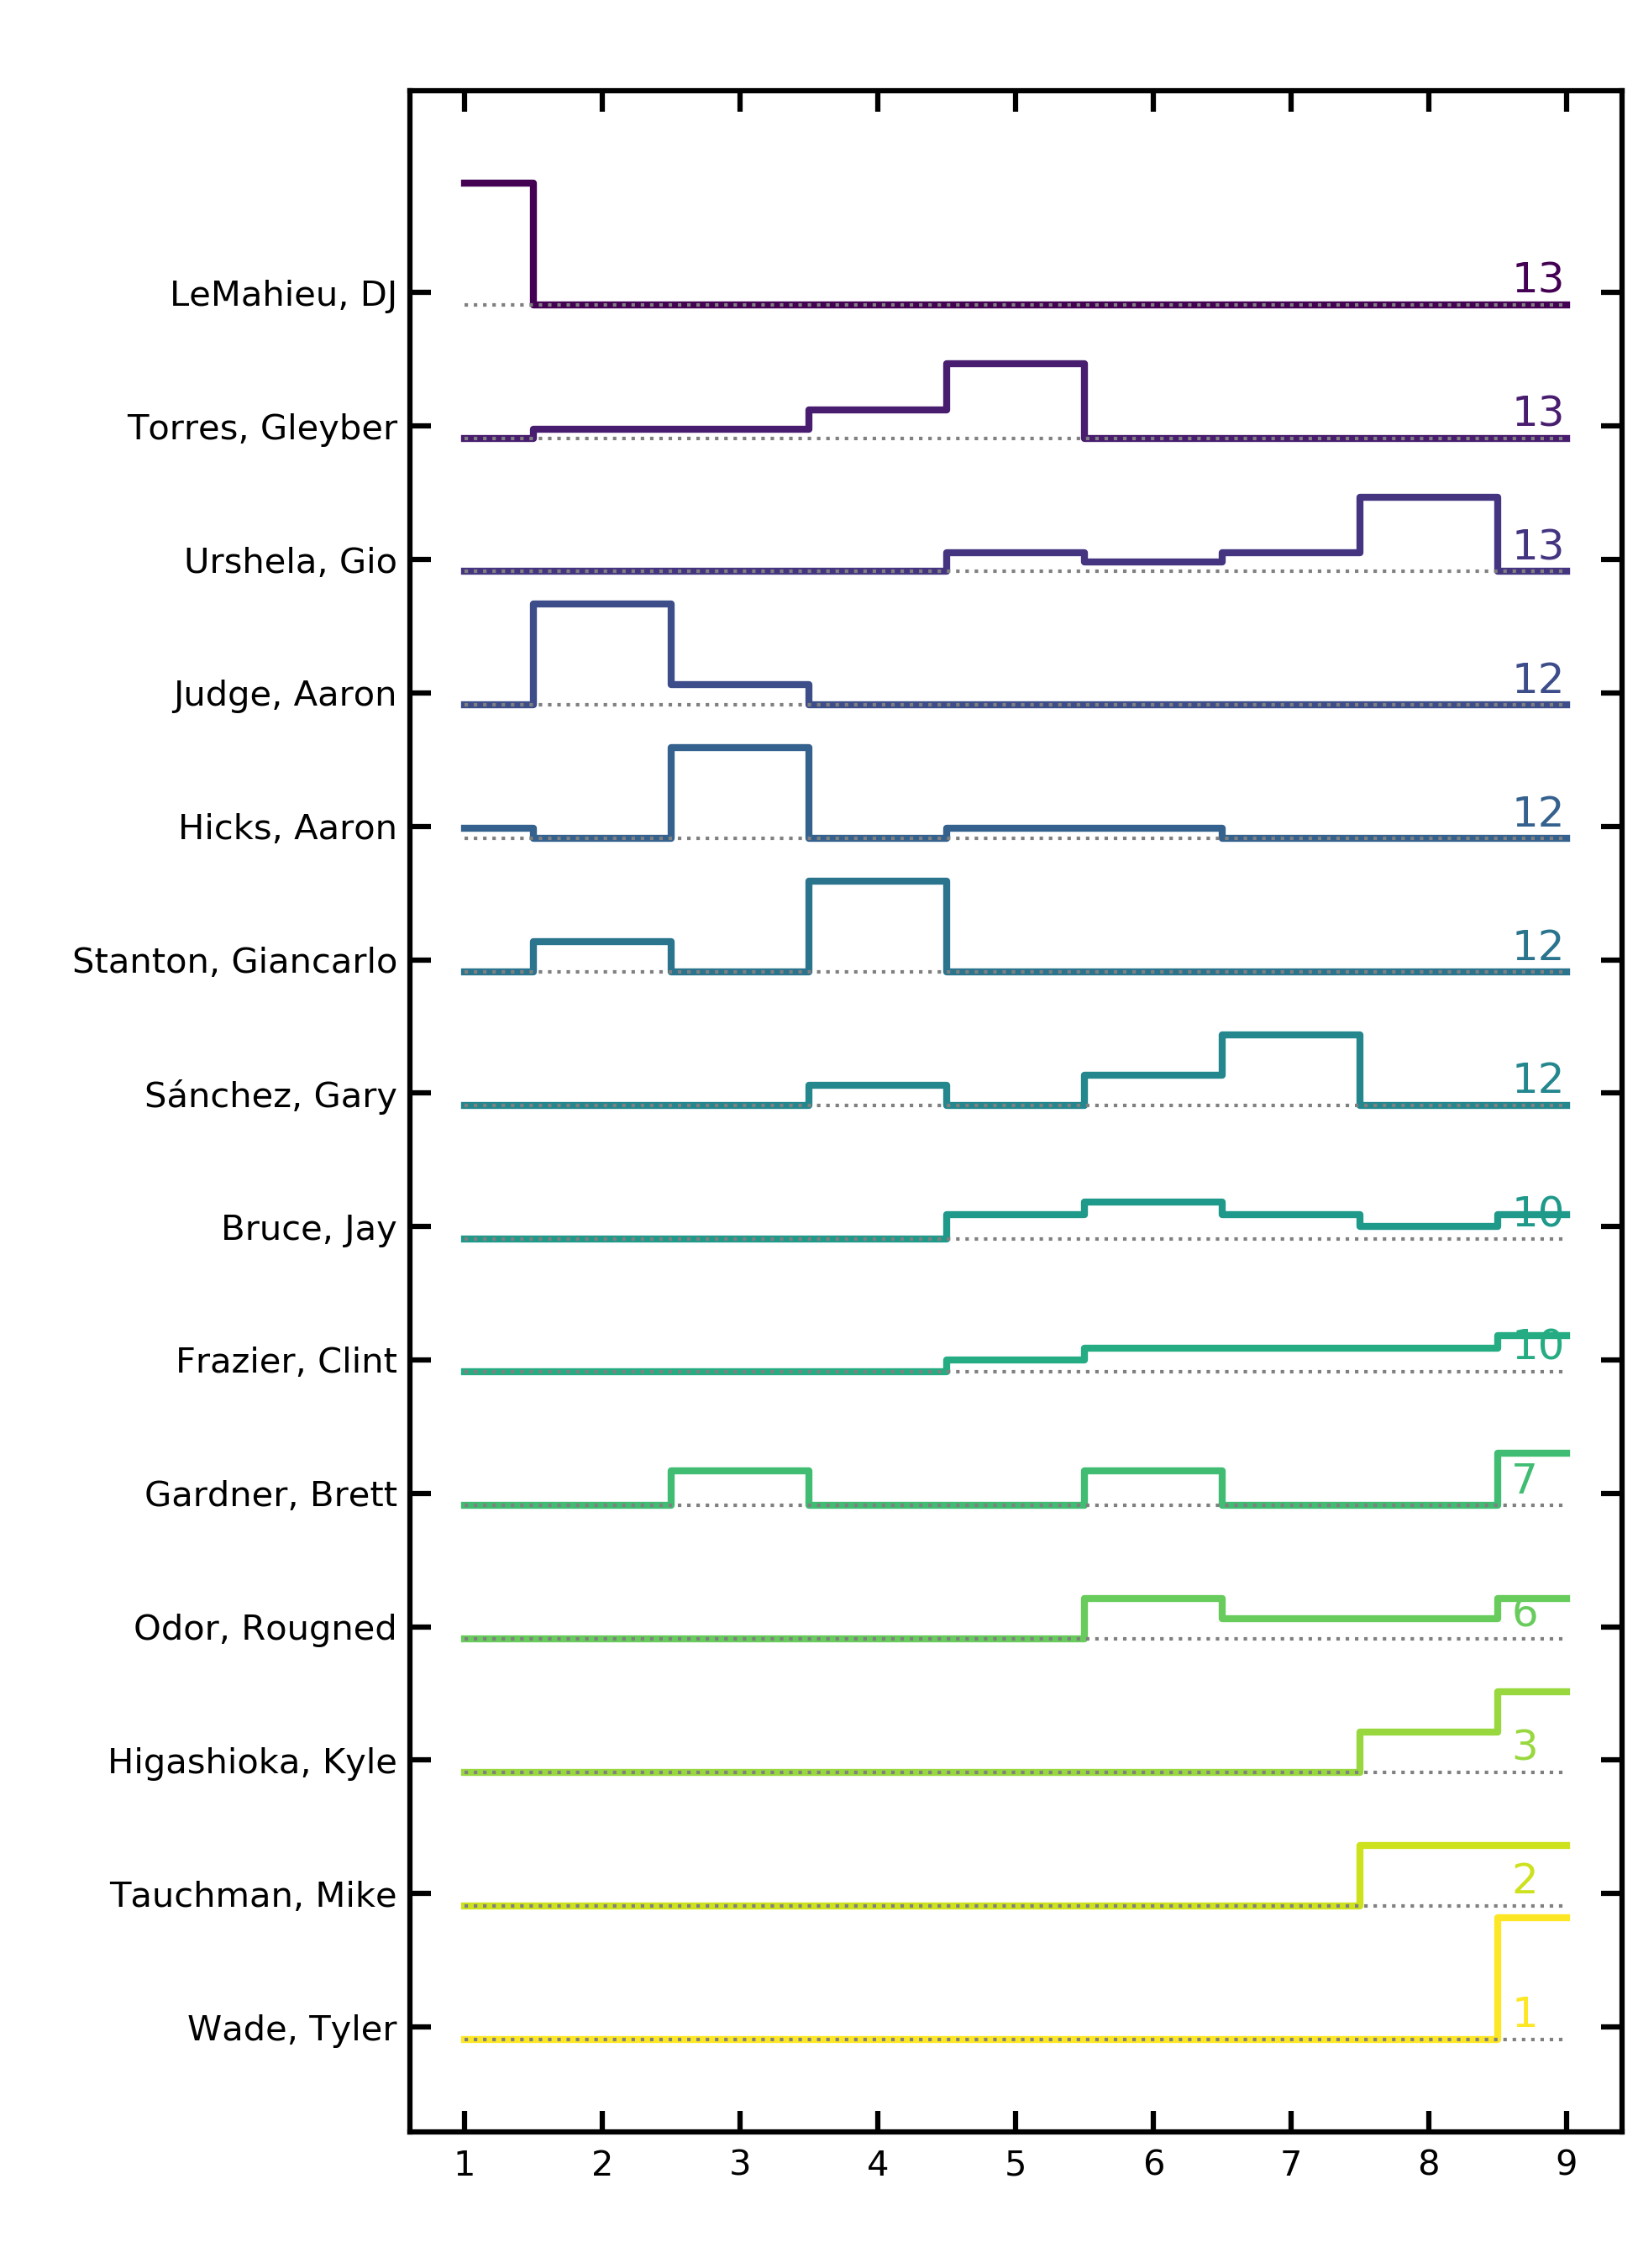 LeMahieu, DJ 13
Torres, Gleyber 13
Urshela, Gio 13
Judge, Aaron 12
Hicks, Aaron 12
Stanton, Giancarlo 12
Sánchez, Gary 12
Bruce, Jay 10
Frazier, Clint 10
Gardner, Brett 7
Odor, Rougned 6
Higashioka, Kyle 3
Tauchman, Mike 2
Wade, Tyler 1
1 2 3 4 5 6 7 8 9